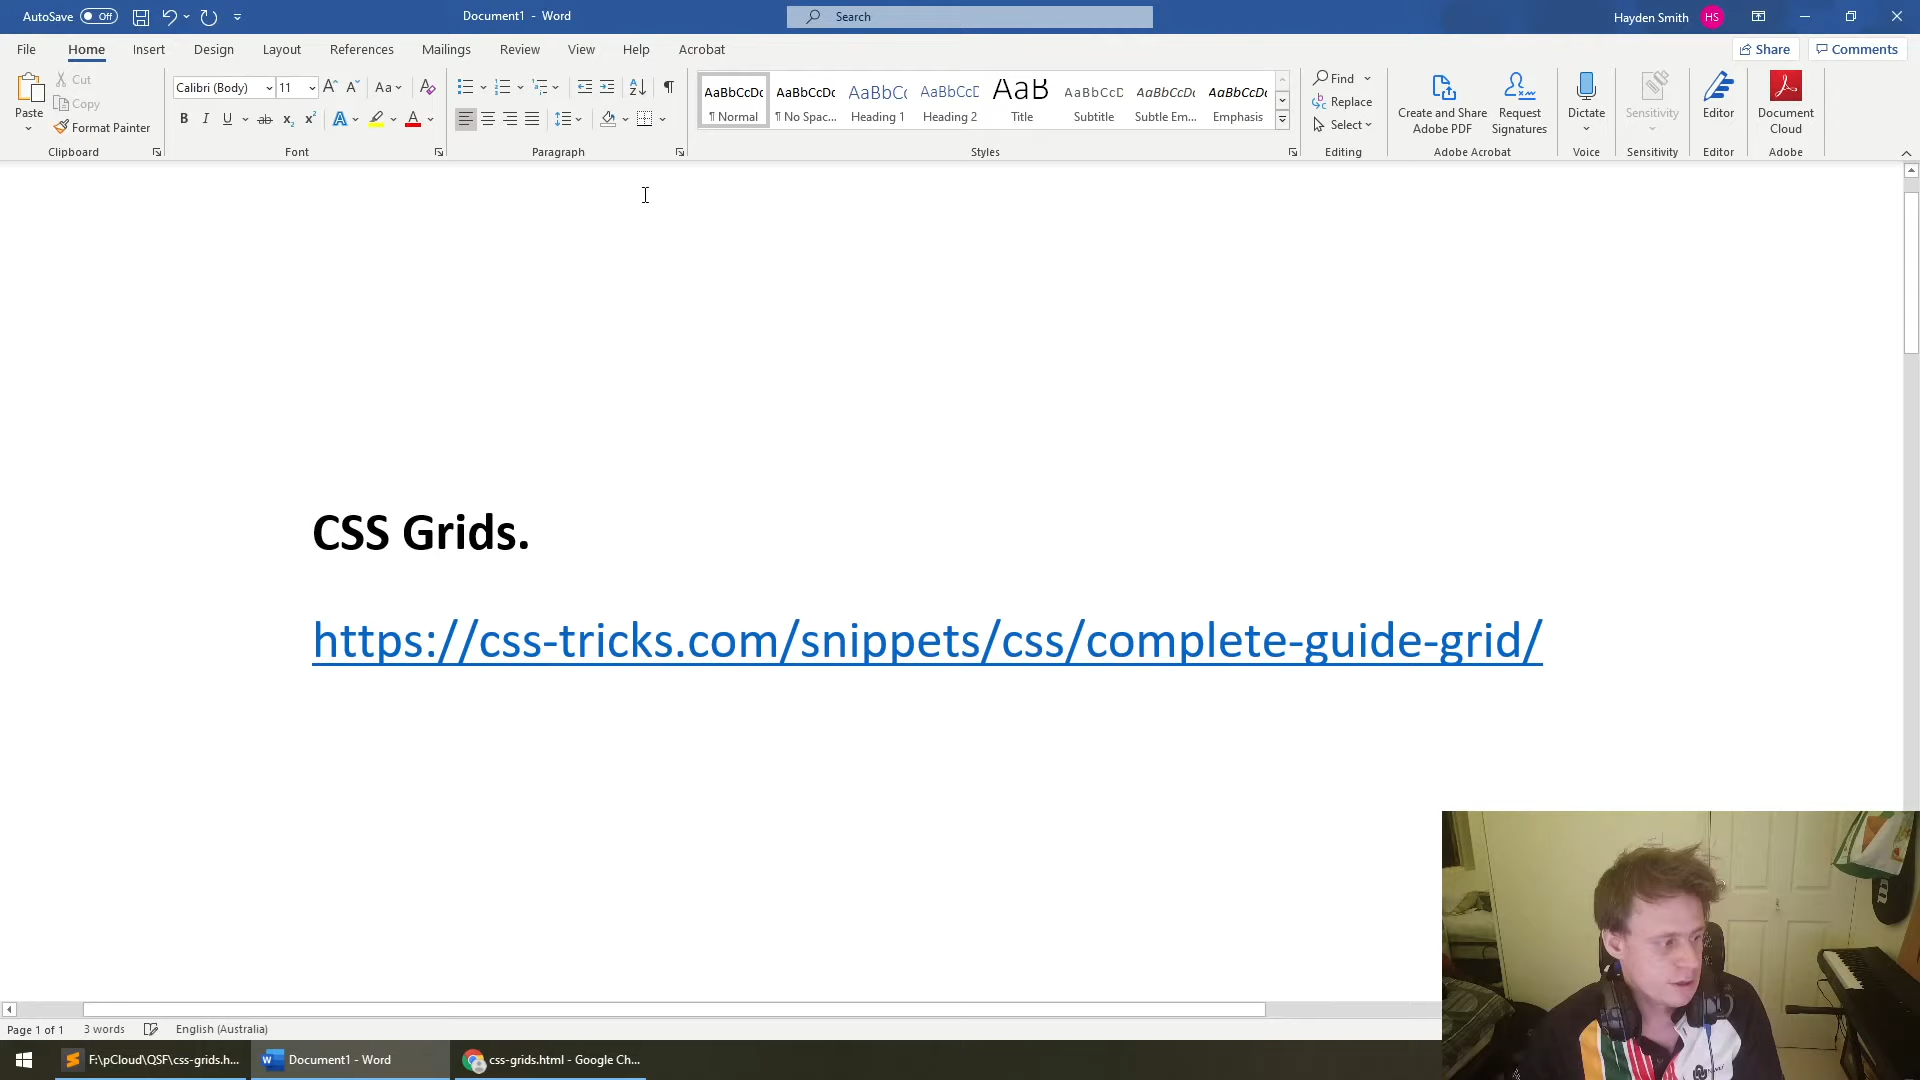 AutoSave Off Document1 - Word Search Hayden Smith HS
File Home Insert Design Layout References Mailings Review View Help Acrobat Share Comments
Paste Cut Copy Format Painter
Calibri (Body) 11 Aa
AaBbCcDc AaBbCcDc AaBbCc AaBbCcD AaB AaBbCcD AaBbCcDc AaBbCcDc
¶ Normal ¶ No Spac... Heading 1 Heading 2 Title Subtitle Subtle Em... Emphasis
Find
Replace
Select
Create and Share Adobe PDF
Request Signatures
Dictate
Sensitivity
Editor
Document Cloud
Clipboard Font Paragraph Styles Editing Adobe Acrobat Voice Sensitivity Editor Adobe
CSS Grids.
https://css-tricks.com/snippets/css/complete-guide-grid/
Page 1 of 1 3 words English (Australia)
F:\pCloud\QSF\css-grids.h... Document1 - Word css-grids.html - Google Ch...